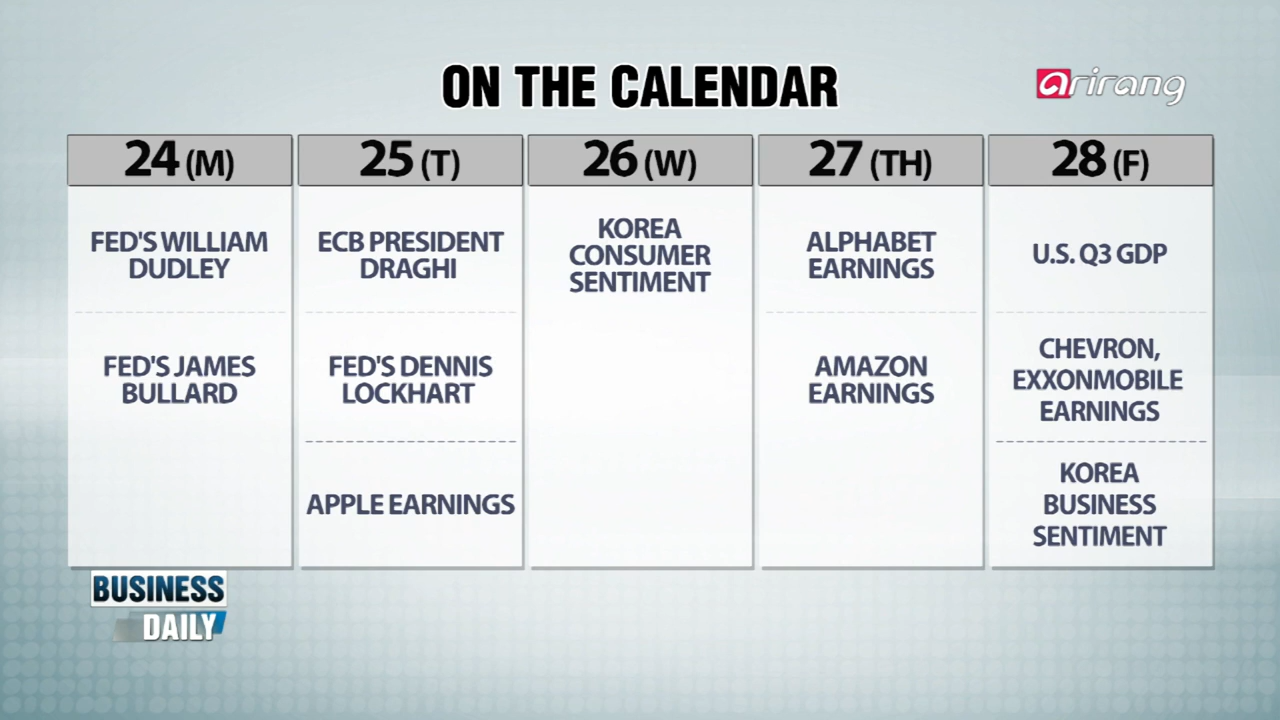 ON THE CALENDAR
arirang
24 (M)
FED'S WILLIAM
DUDLEY
FED'S JAMES
BULLARD
25 (T)
ECB PRESIDENT
DRAGHI
FED'S DENNIS
LOCKHART
APPLE EARNINGS
26 (W)
KOREA
CONSUMER
SENTIMENT
27 (TH)
ALPHABET
EARNINGS
AMAZON
EARNINGS
28 (F)
U.S. Q3 GDP
CHEVRON,
EXXONMOBILE
EARNINGS
KOREA
BUSINESS
SENTIMENT
BUSINESS
DAILY